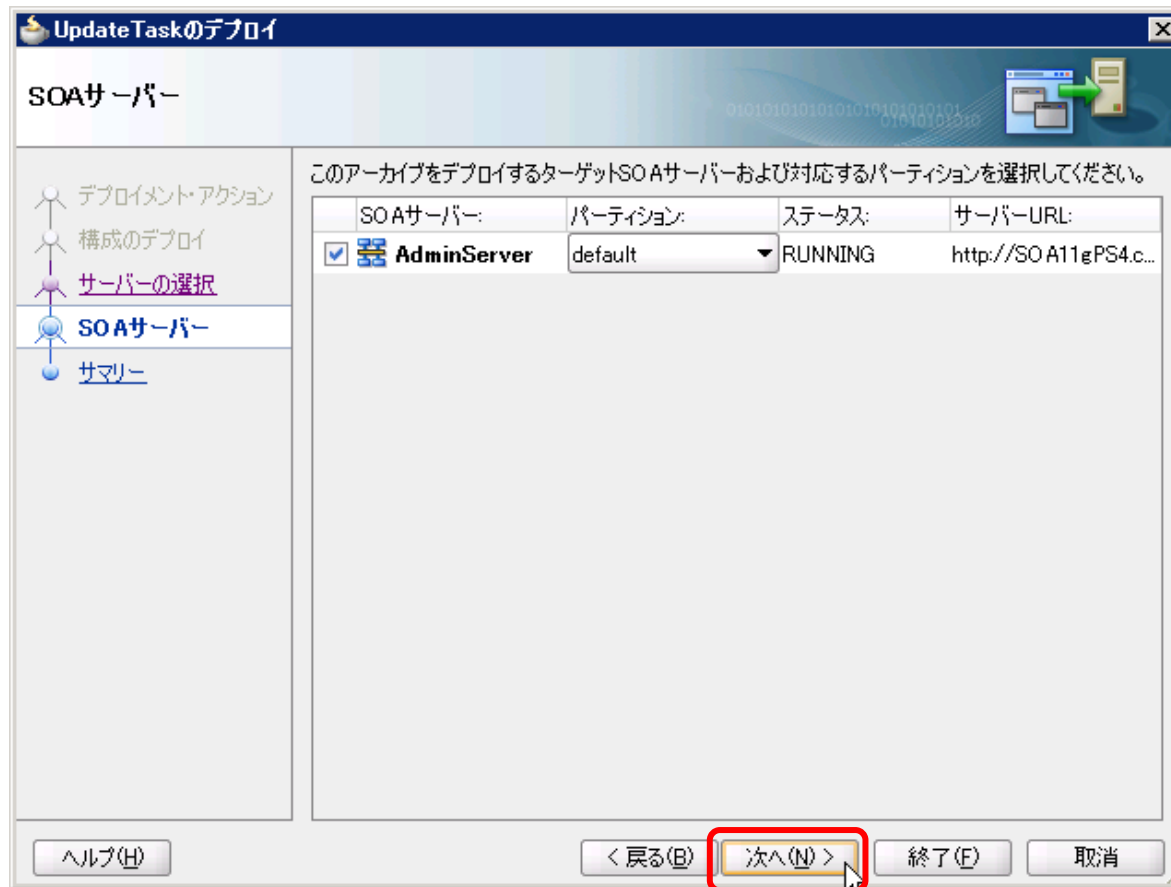 UpdateTaskのデプロイ
SOAサーバー
0101010101010101010101010101
デプロイメント・アクション
構成のデプロイ
サーバーの選択
SOAサーバー
サマリー
このアーカイブをデプロイするターゲットSOAサーバーおよび対応するパーティションを選択してください。
SOAサーバー: パーティション: ステータス: サーバーURL:
AdminServer default RUNNING http://SOA11gPS4.c...
ヘルプ(H) < 戻る(B) 次へ(N) > 終了(F) 取消